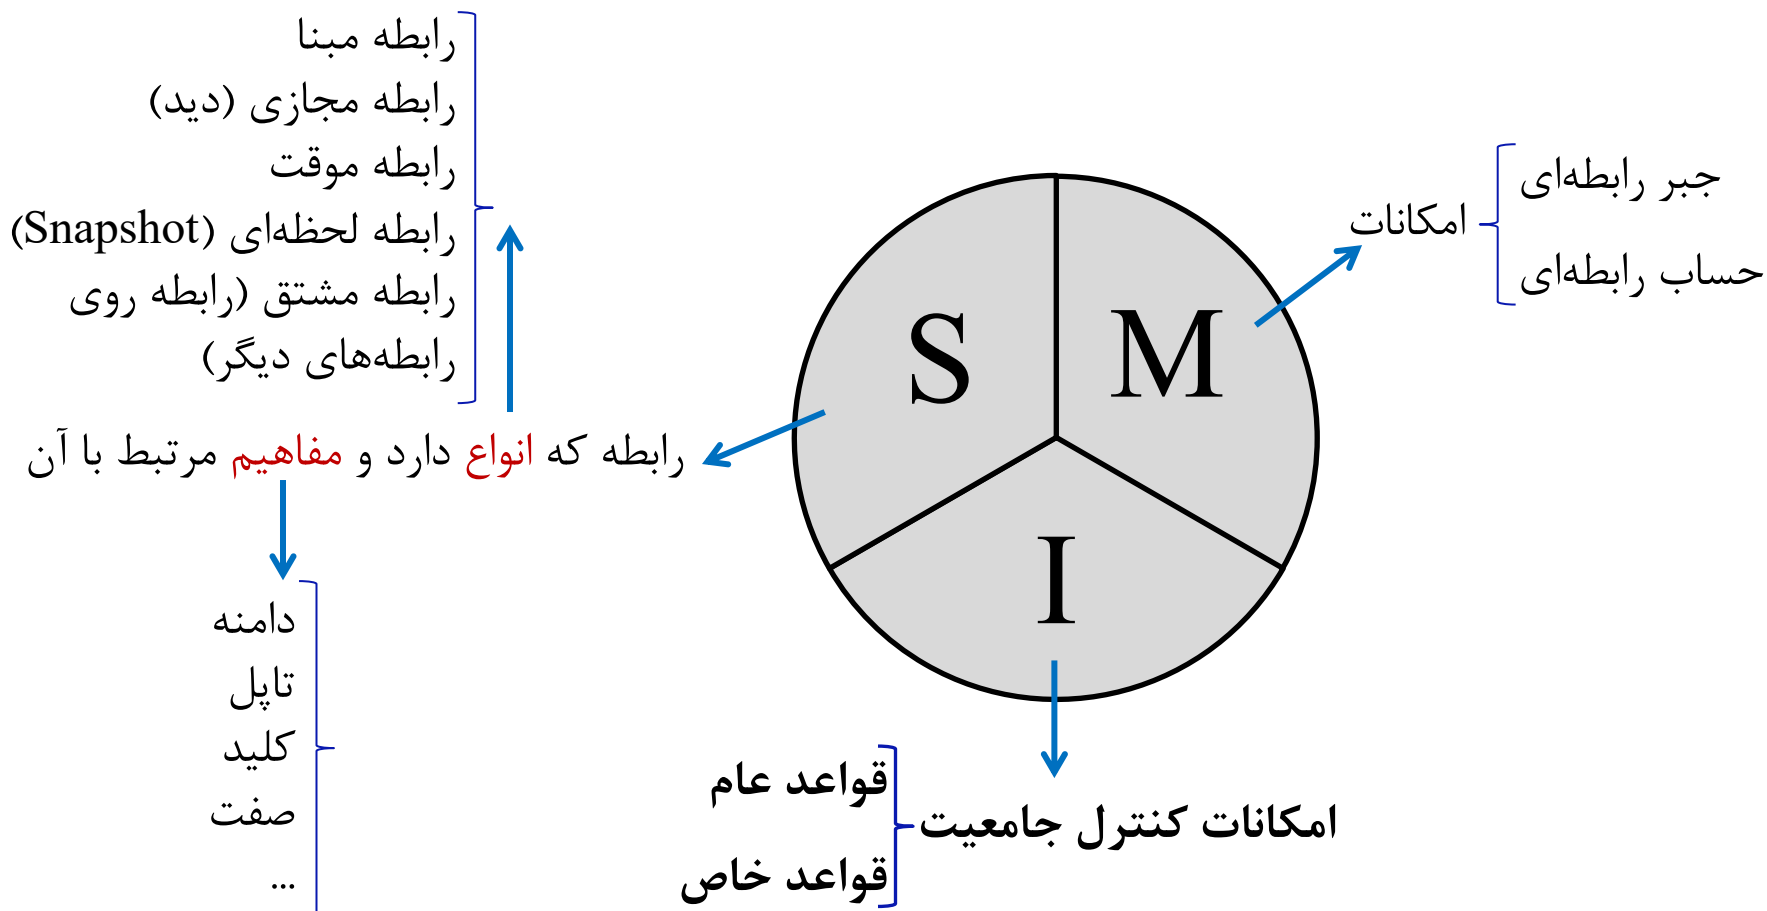 رابطه مبنا
رابطه مجازی (دید)
رابطه موقت
رابطه لحظه‌ای (Snapshot)
رابطه مشتق (رابطه روی
رابطه‌های دیگر)
رابطه که انواع دارد و مفاهیم مرتبط با آن
دامنه
تاپل
کلید
صفت
...
S
M
I
امکانات
جبر رابطه‌ای
حساب رابطه‌ای
امکانات کنترل جامعیت
قواعد عام
قواعد خاص